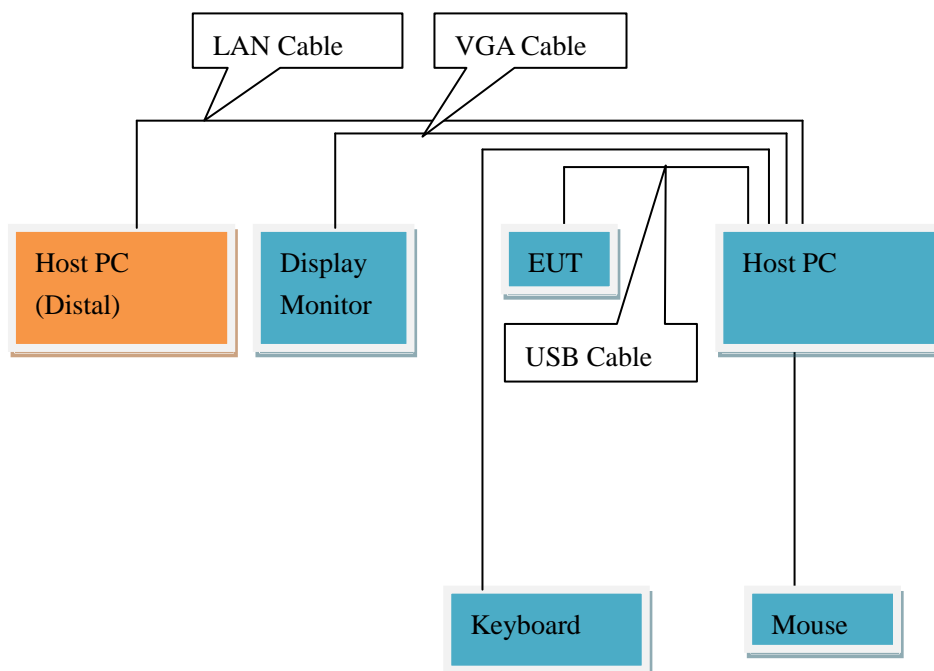 LAN Cable
VGA Cable
Host PC
(Distal)
Display
Monitor
EUT
Host PC
USB Cable
Keyboard
Mouse